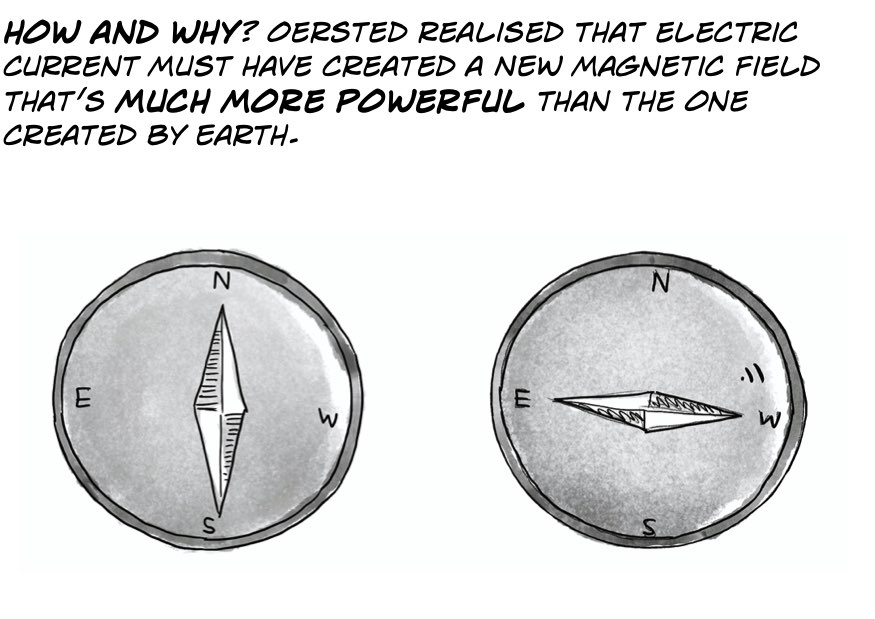 HOW AND WHY? OERSTED REALISED THAT ELECTRIC
CURRENT MUST HAVE CREATED A NEW MAGNETIC FIELD
THAT'S MUCH MORE POWERFUL THAN THE ONE
CREATED BY EARTH.
N
E
W
S
N
E
W
S